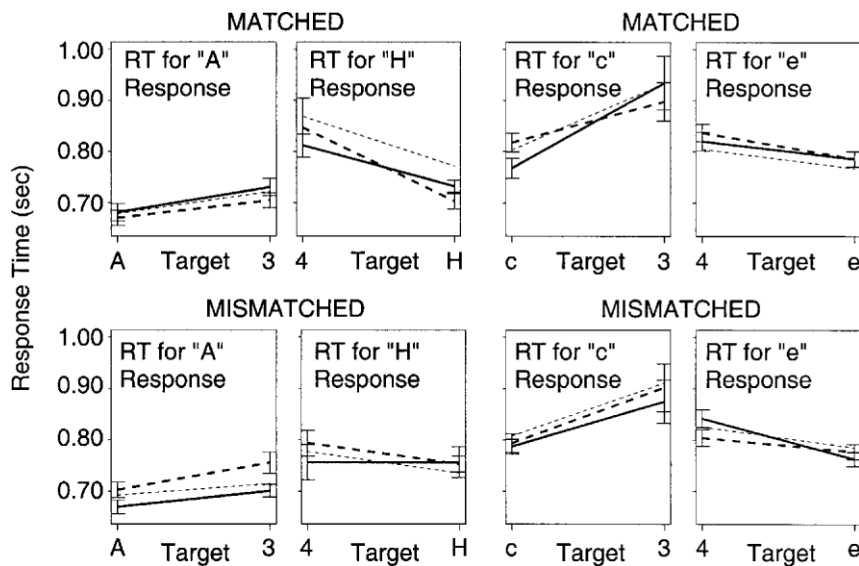 MATCHED MATCHED
1.00
RT for "A" RT for "H" RT for "c" RT for "e"
Response Response Response Response
0.90
0.80
0.70
A Target 3 4 Target H c Target 3 4 Target e
Response Time (sec)
MISMATCHED MISMATCHED
1.00
RT for "A" RT for "H" RT for "c" RT for "e"
Response Response Response Response
0.90
0.80
0.70
A Target 3 4 Target H c Target 3 4 Target e